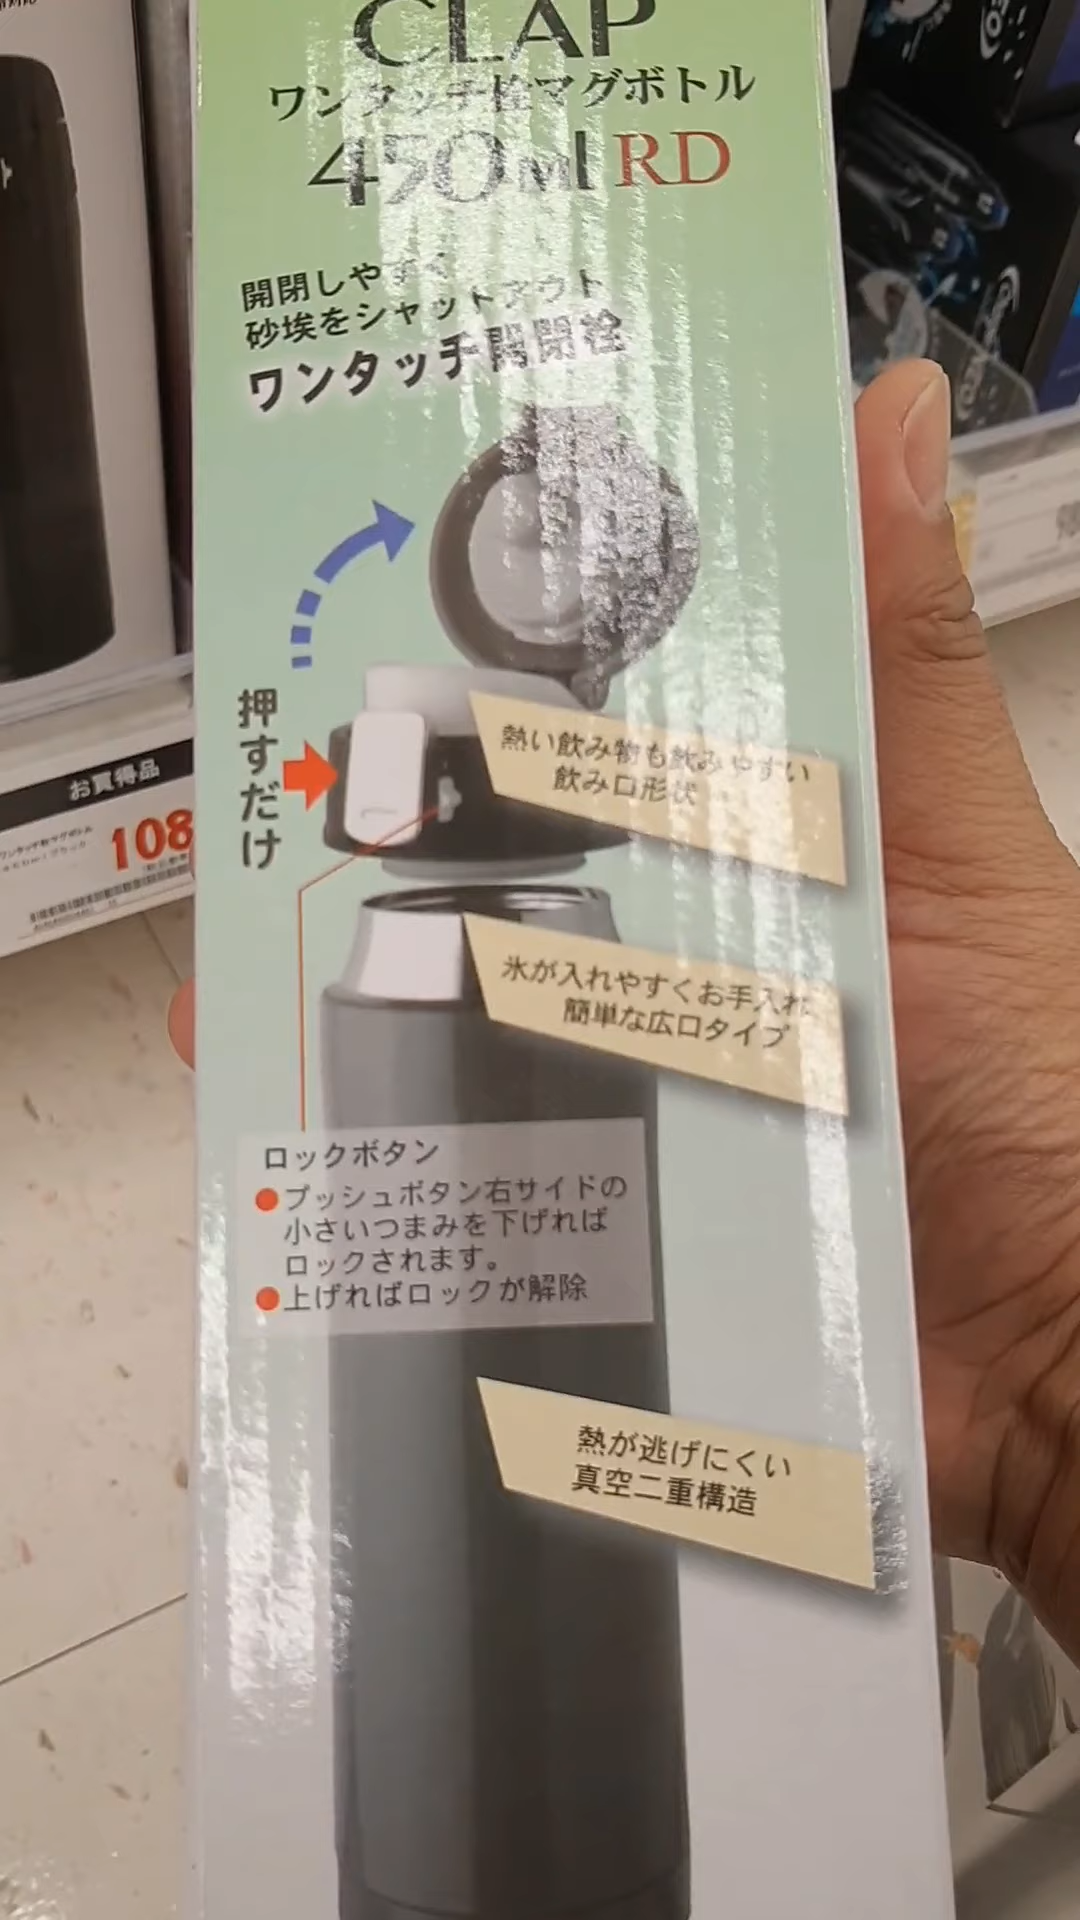 CLAP
ワンタッチ栓マグボトル
450ml RD
開閉しやすく
砂埃をシャットアウト
ワンタッチ開閉栓
押すだけ
熱い飲み物も飲みやすい
飲み口形状
氷が入れやすくお手入れ
簡単な広口タイプ
ロックボタン
●プッシュボタン右サイドの
小さいつまみを下げれば
ロックされます。
●上げればロックが解除
熱が逃げにくい
真空二重構造
お買得品
108